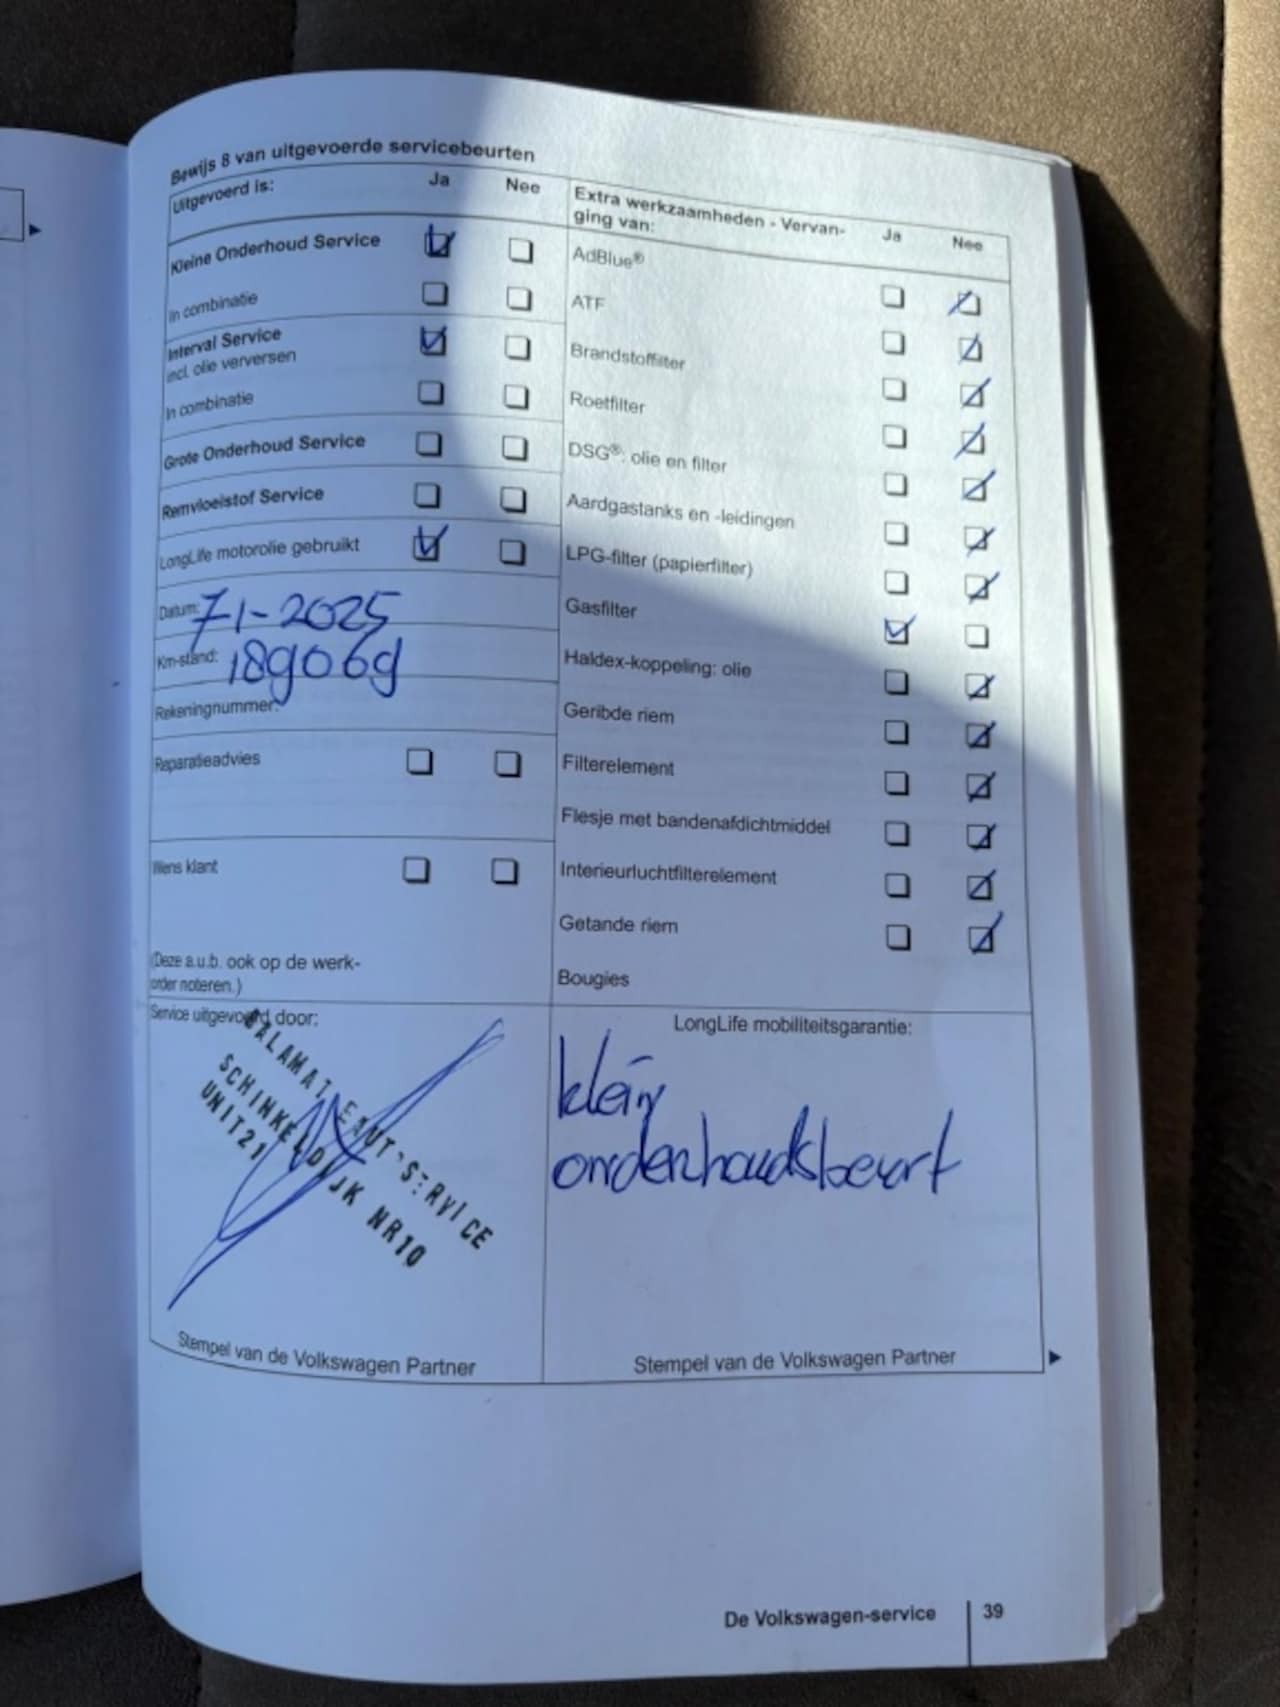 Bewijs 8 van uitgevoerde servicebeurten
Uitgevoerd is:
Ja
Nee
Kleine Onderhoud Service
In combinatie
Interval Service
incl. olie verversen
In combinatie
Grote Onderhoud Service
Remvloeistof Service
LongLife motorolie gebruikt
Datum: 7-1-2025
Km-stand: 189069
Rekeningnummer:
Reparatieadvies
Wens klant
(Deze a.u.b. ook op de werk-
order noteren.)
Extra werkzaamheden - Vervan-
ging van:
Ja
Nee
AdBlue®
ATF
Brandstoffilter
Roetfilter
DSG®: olie en filter
Aardgastanks en -leidingen
LPG-filter (papierfilter)
Gasfilter
Haldex-koppeling: olie
Geribde riem
Filterelement
Flesje met bandenafdichtmiddel
Interieurluchtfilterelement
Getande riem
Bougies
Service uitgevoerd door:
SCHINKELDIJK NR10
UNIT21
Stempel van de Volkswagen Partner
LongLife mobiliteitsgarantie:
klein
onderhoudsbeurt
Stempel van de Volkswagen Partner
De Volkswagen-service
39